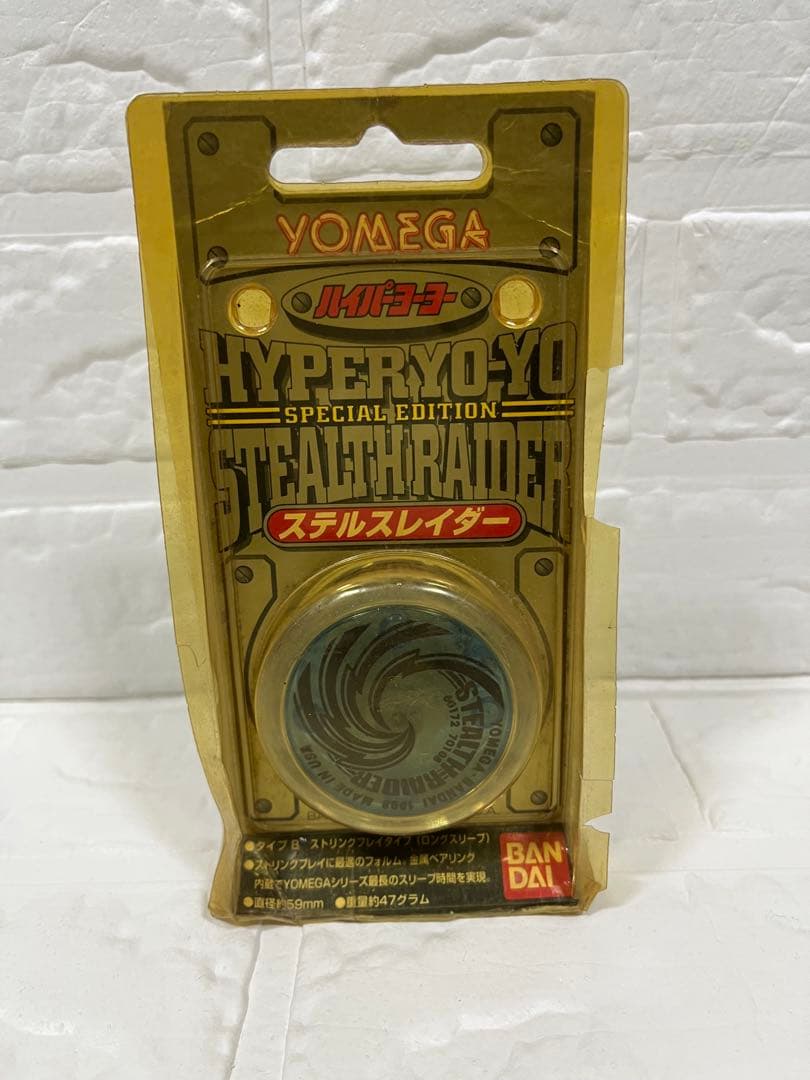 YOMEGA
ハイパーヨーヨー
HYPER YO-YO
SPECIAL EDITION
STEALTH RAIDER
ステルスレイダー
STEALTH-RAIDER
YOMEGA・BANDAI 1998 MADE IN USA
●タイプB ストリングプレイタイプ(ロングスリープ)
●ストリングプレイに最適のフォルム。金属ベアリング
内蔵でYOMEGAシリーズ最長のスリープ時間を実現。
●直径約59mm ●重量約47グラム
BAN
DAI